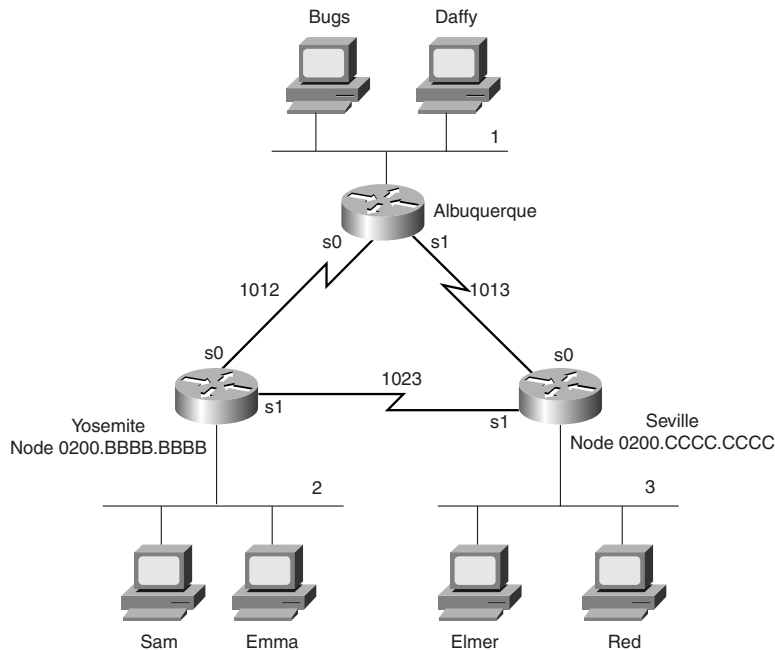 Bugs
Daffy
1
Albuquerque
s0
s1
1012
1013
s0
s0
1023
s1
s1
Yosemite
Node 0200.BBBB.BBBB
Seville
Node 0200.CCCC.CCCC
2
3
Sam
Emma
Elmer
Red